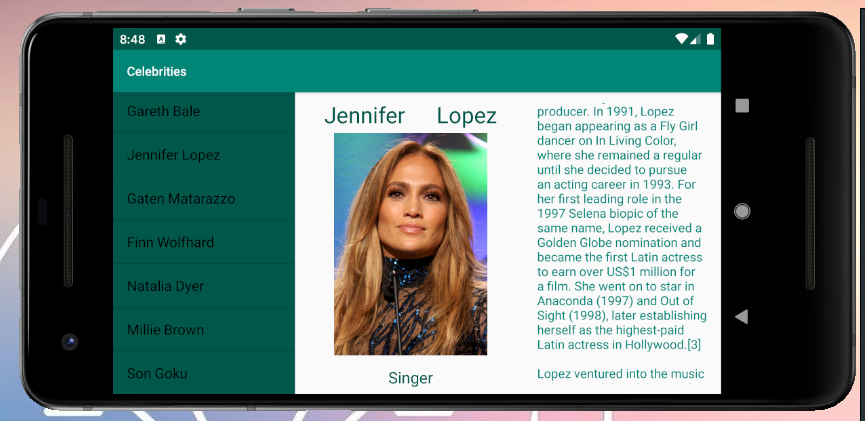 8:48
Celebrities
Gareth Bale
Jennifer Lopez
Gaten Matarazzo
Finn Wolfhard
Natalia Dyer
Millie Brown
Son Goku
Jennifer Lopez
Singer
producer. In 1991, Lopez
began appearing as a Fly Girl
dancer on In Living Color,
where she remained a regular
until she decided to pursue
an acting career in 1993. For
her first leading role in the
1997 Selena biopic of the
same name, Lopez received a
Golden Globe nomination and
became the first Latin actress
to earn over US$1 million for
a film. She went on to star in
Anaconda (1997) and Out of
Sight (1998), later establishing
herself as the highest-paid
Latin actress in Hollywood.[3]
Lopez ventured into the music